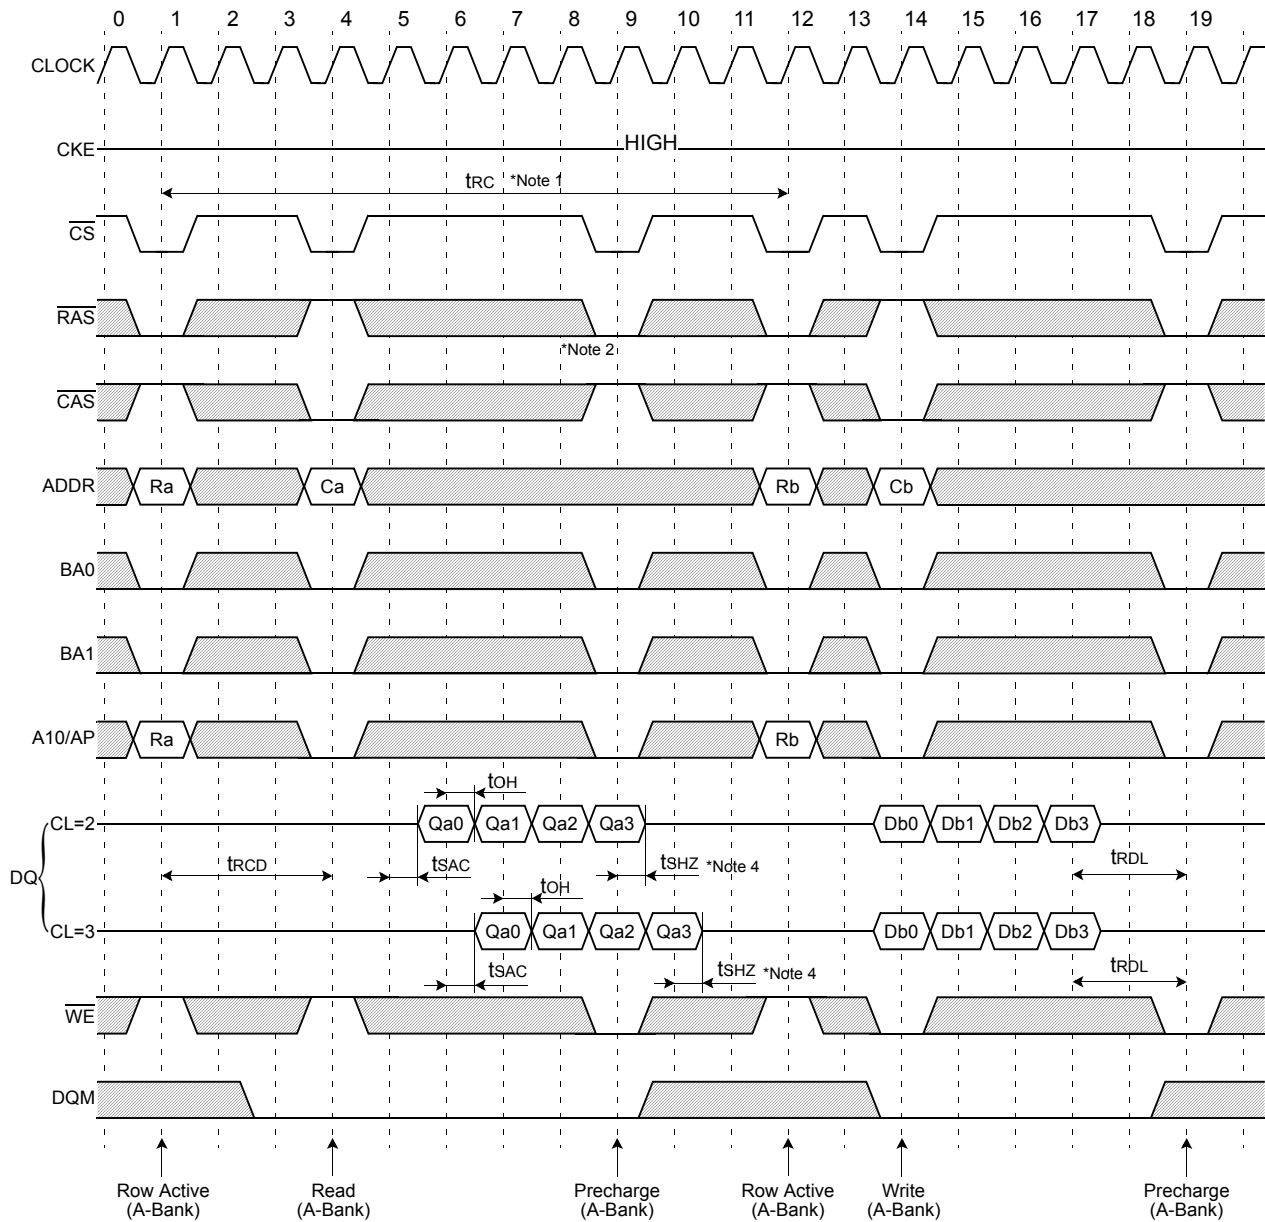 0 1 2 3 4 5 6 7 8 9 10 11 12 13 14 15 16 17 18 19
CLOCK
CKE HIGH
tRC *Note 1
CS
RAS
*Note 2
CAS
ADDR Ra Ca Rb Cb
BA0
BA1
A10/AP Ra Rb
tOH
CL=2 Qa0 Qa1 Qa2 Qa3 Db0 Db1 Db2 Db3
tRCD tSAC tSHZ *Note 4 tRDL
DQ
tOH
CL=3 Qa0 Qa1 Qa2 Qa3 Db0 Db1 Db2 Db3
tSAC tSHZ *Note 4 tRDL
WE
DQM
Row Active Read Precharge Row Active Write Precharge
(A-Bank) (A-Bank) (A-Bank) (A-Bank) (A-Bank) (A-Bank)